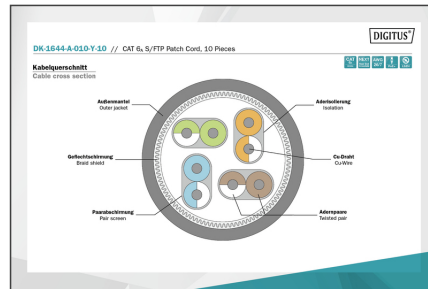 DIGITUS®
DK-1644-A-010-Y-10 // CAT 6A S/FTP Patch Cord, 10 Pieces
Kabelquerschnitt
Cable cross section
Außenmantel
Outer jacket
Aderisolierung
Isolation
Geflechtschirmung
Braid shield
Cu-Draht
Cu-Wire
Paarabschirmung
Pair screen
Adernpaare
Twisted pair